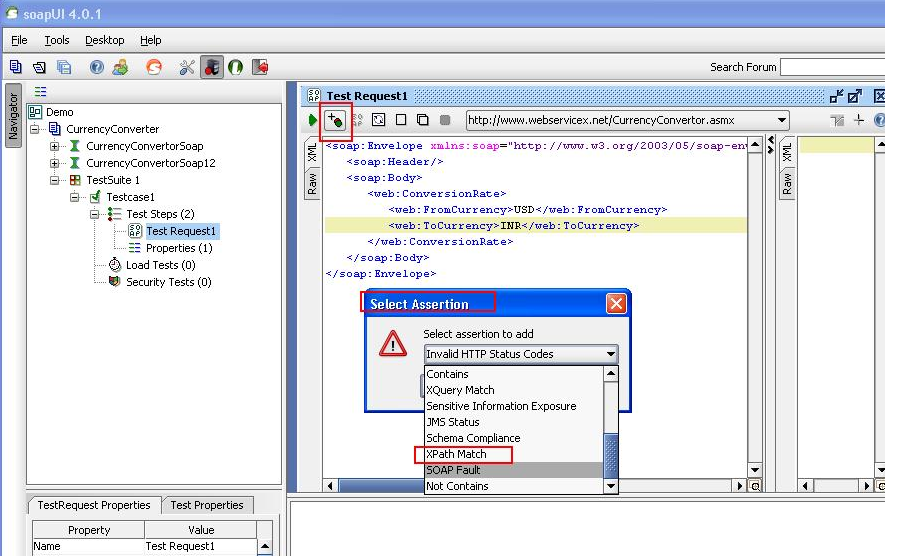 soapUI 4.0.1
File Tools Desktop Help
Search Forum
Navigator
Demo
CurrencyConverter
CurrencyConvertorSoap
CurrencyConvertorSoap12
TestSuite 1
Testcase1
Test Steps (2)
Test Request1
Properties (1)
Load Tests (0)
Security Tests (0)
TestRequest Properties
Test Properties
Property Value
Name Test Request1
SO AP
Test Request1
http://www.webservicex.net/CurrencyConvertor.asmx
XML
Raw
<soap:Envelope xmlns:soap="http://www.w3.org/2003/05/soap-env
<soap:Header/>
<soap:Body>
<web:ConversionRate>
<web:FromCurrency>USD</web:FromCurrency>
<web:ToCurrency>INR</web:ToCurrency>
</web:ConversionRate>
</soap:Body>
</soap:Envelope>
XML
Raw
Select Assertion
Select assertion to add
Invalid HTTP Status Codes
Contains
XQuery Match
Sensitive Information Exposure
JMS Status
Schema Compliance
XPath Match
SOAP Fault
Not Contains